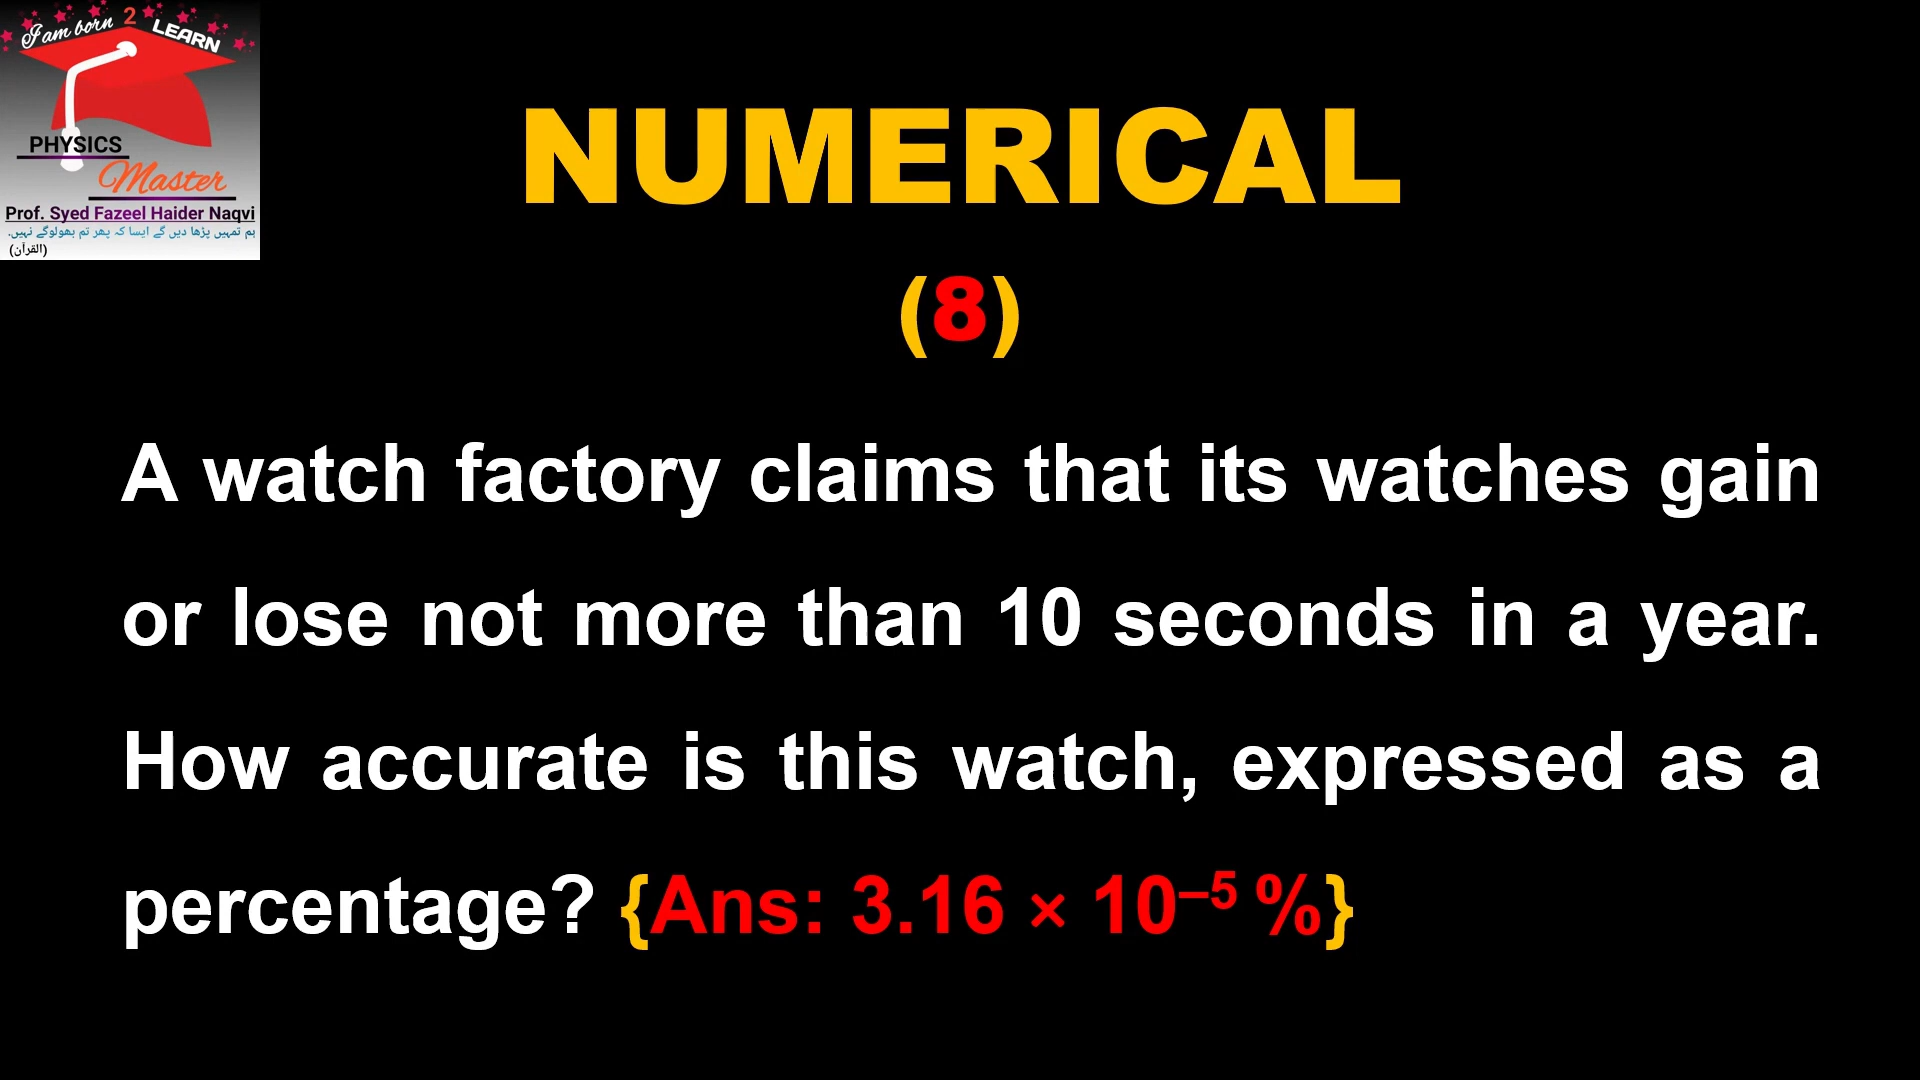 I am born 2 LEARN
PHYSICS
Master
Prof. Syed Fazeel Haider Naqvi
ہم تمہیں پڑھا دیں گے ایسا کہ پھر تم بھولوگے نہیں۔
(القرآن)
NUMERICAL
(8)
A watch factory claims that its watches gain
or lose not more than 10 seconds in a year.
How accurate is this watch, expressed as a
percentage? {Ans: 3.16 × 10⁻⁵ %}